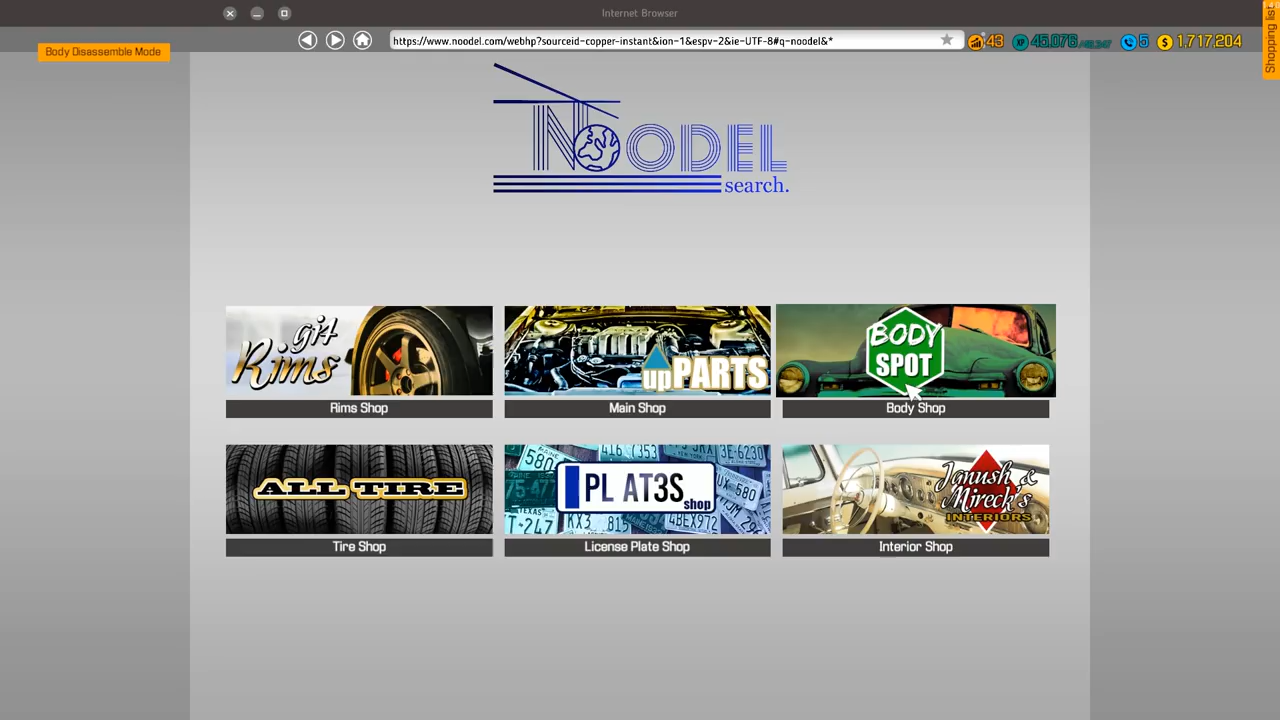 Internet Browser
Body Disassemble Mode
https://www.noodel.com/webhp?sourceid-copper-instant&ion-1&espv-2&ie-UTF-8#q-noodel&*
43
45,076
5
1,717,204
Shopping list
NOODEL
search.
gi4
Rims
upPARTS
BODY
SPOT
Rims Shop
Main Shop
Body Shop
ALL TIRE
PL AT3S
shop
Janush &
Mireck's
INTERIORS
Tire Shop
License Plate Shop
Interior Shop